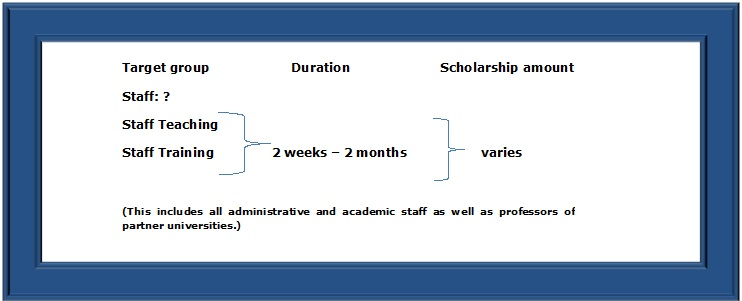 Target group Duration Scholarship amount
Staff: ?
Staff Teaching
Staff Training 2 weeks – 2 months varies
(This includes all administrative and academic staff as well as professors of
partner universities.)